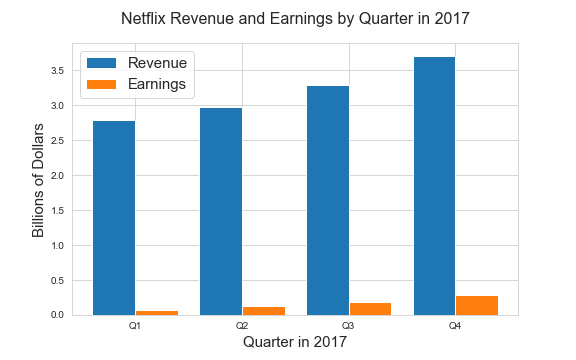 Netflix Revenue and Earnings by Quarter in 2017
Revenue
Earnings
Billions of Dollars
3.5
3.0
2.5
2.0
1.5
1.0
0.5
0.0
Q1 Q2 Q3 Q4
Quarter in 2017